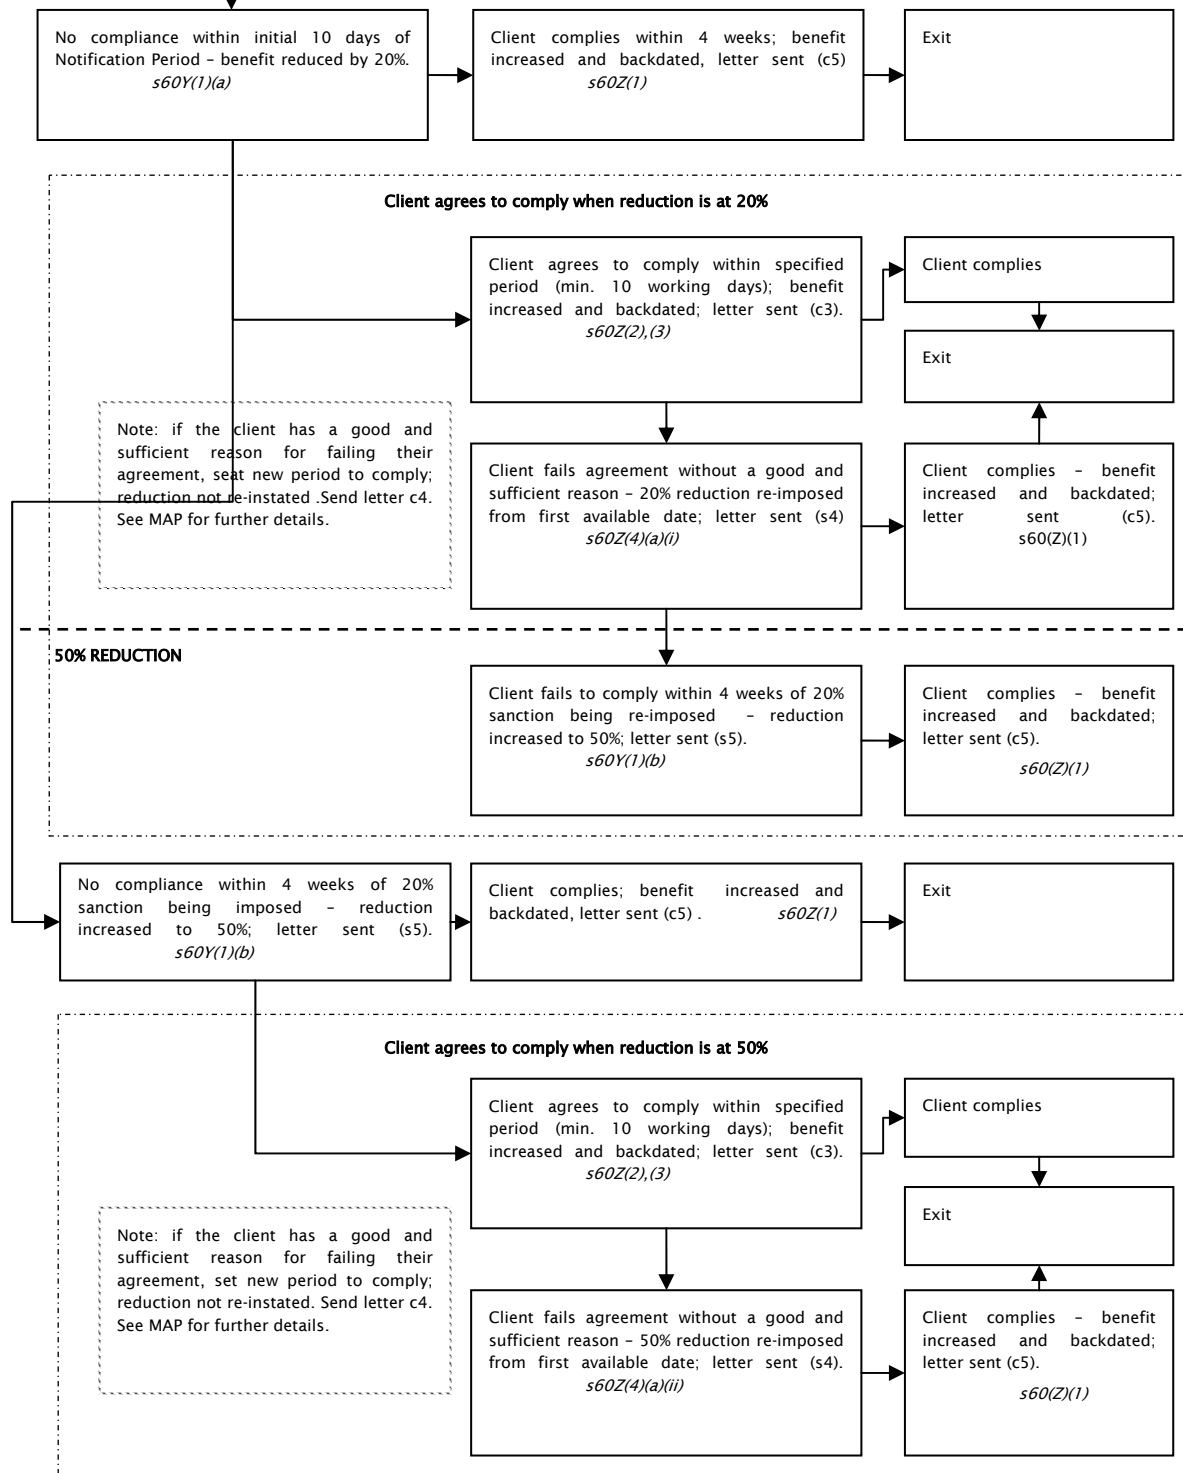 No compliance within initial 10 days of
Notification Period – benefit reduced by 20%.
s60Y(1)(a)
Client complies within 4 weeks; benefit
increased and backdated, letter sent (c5)
s60Z(1)
Exit
Client agrees to comply when reduction is at 20%
Client agrees to comply within specified
period (min. 10 working days); benefit
increased and backdated; letter sent (c3).
s60Z(2),(3)
Client complies
Exit
Note: if the client has a good and
sufficient reason for failing their
agreement, seat new period to comply;
reduction not re-instated .Send letter c4.
See MAP for further details.
Client fails agreement without a good and
sufficient reason – 20% reduction re-imposed
from first available date; letter sent (s4)
s60Z(4)(a)(i)
Client complies – benefit
increased and backdated;
letter sent (c5).
s60(Z)(1)
50% REDUCTION
Client fails to comply within 4 weeks of 20%
sanction being re-imposed – reduction
increased to 50%; letter sent (s5).
s60Y(1)(b)
Client complies – benefit
increased and backdated;
letter sent (c5).
s60(Z)(1)
No compliance within 4 weeks of 20%
sanction being imposed – reduction
increased to 50%; letter sent (s5).
s60Y(1)(b)
Client complies; benefit increased and
backdated, letter sent (c5) . s60Z(1)
Exit
Client agrees to comply when reduction is at 50%
Client agrees to comply within specified
period (min. 10 working days); benefit
increased and backdated; letter sent (c3).
s60Z(2),(3)
Client complies
Exit
Note: if the client has a good and
sufficient reason for failing their
agreement, set new period to comply;
reduction not re-instated. Send letter c4.
See MAP for further details.
Client fails agreement without a good and
sufficient reason – 50% reduction re-imposed
from first available date; letter sent (s4).
s60Z(4)(a)(ii)
Client complies – benefit
increased and backdated;
letter sent (c5).
s60(Z)(1)